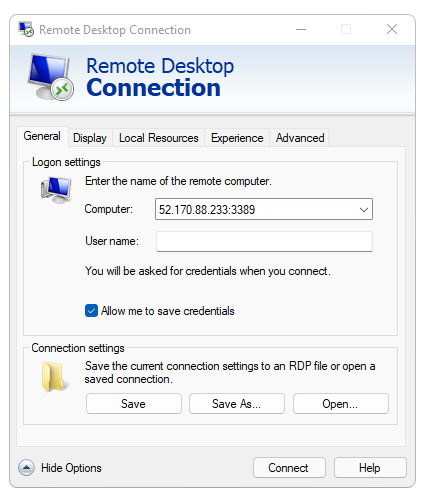 Remote Desktop Connection
Remote Desktop
Connection
General Display Local Resources Experience Advanced
Logon settings
Enter the name of the remote computer.
Computer: 52.170.88.233:3389
User name:
You will be asked for credentials when you connect.
Allow me to save credentials
Connection settings
Save the current connection settings to an RDP file or open a
saved connection.
Save Save As... Open...
Hide Options Connect Help